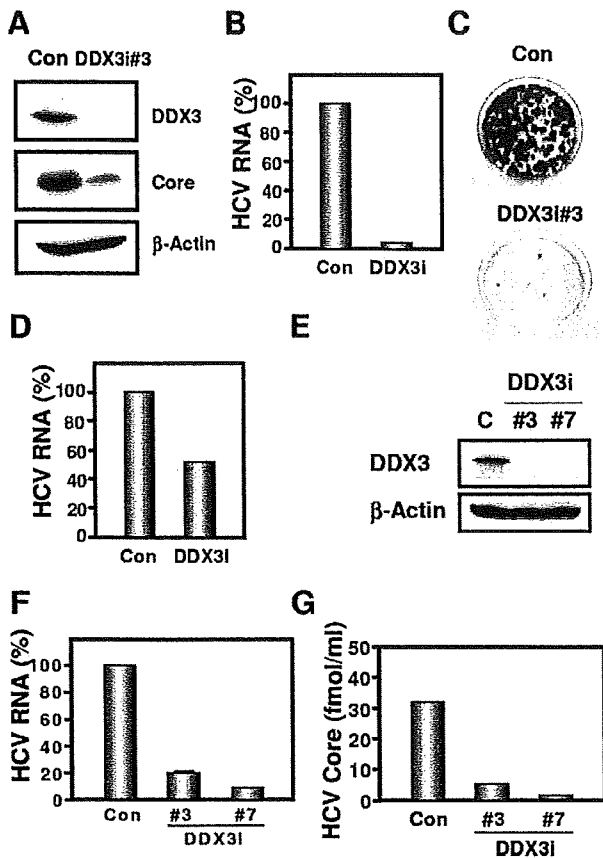 A
Con DDX3i#3
DDX3
Core
β-Actin
B
HCV RNA (%)
100
80
60
40
20
0
Con DDX3i
C
Con
DDX3i#3
D
HCV RNA (%)
100
80
60
40
20
0
Con DDX3i
E
DDX3i
C #3 #7
DDX3
β-Actin
F
HCV RNA (%)
100
80
60
40
20
0
Con #3 #7
DDX3i
G
HCV Core (fmol/ml)
50
40
30
20
10
0
Con #3 #7
DDX3i